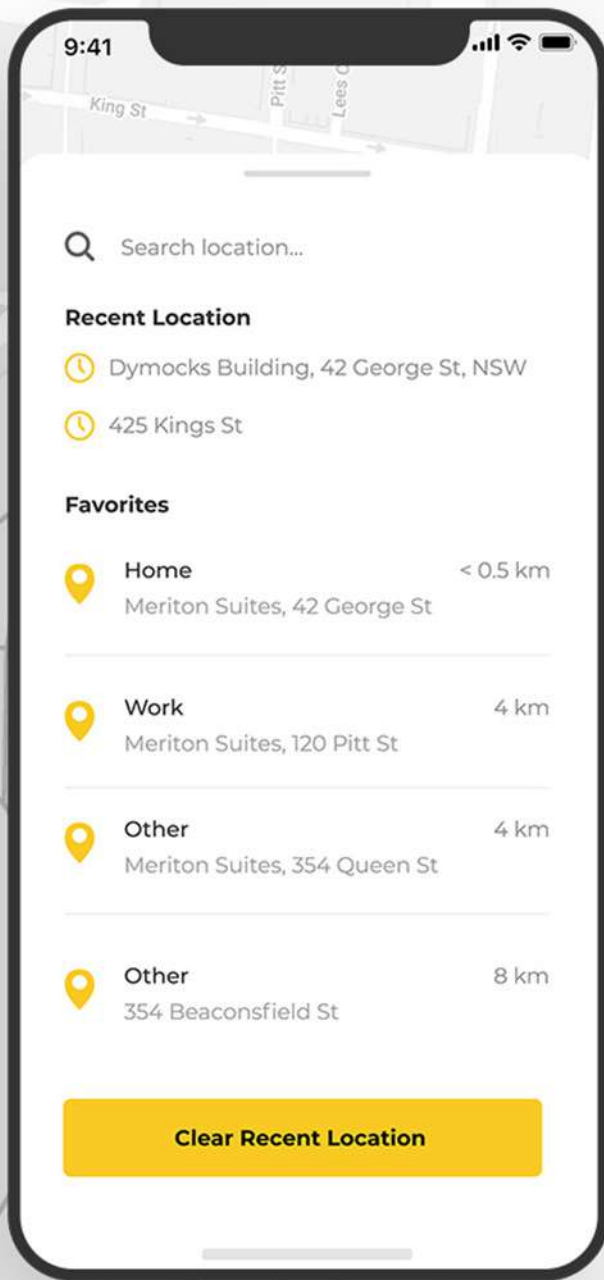 9:41
King St
Pitt S
Lees C
Search location...
Recent Location
Dymocks Building, 42 George St, NSW
425 Kings St
Favorites
Home
< 0.5 km
Meriton Suites, 42 George St
Work
4 km
Meriton Suites, 120 Pitt St
Other
4 km
Meriton Suites, 354 Queen St
Other
8 km
354 Beaconsfield St
Clear Recent Location